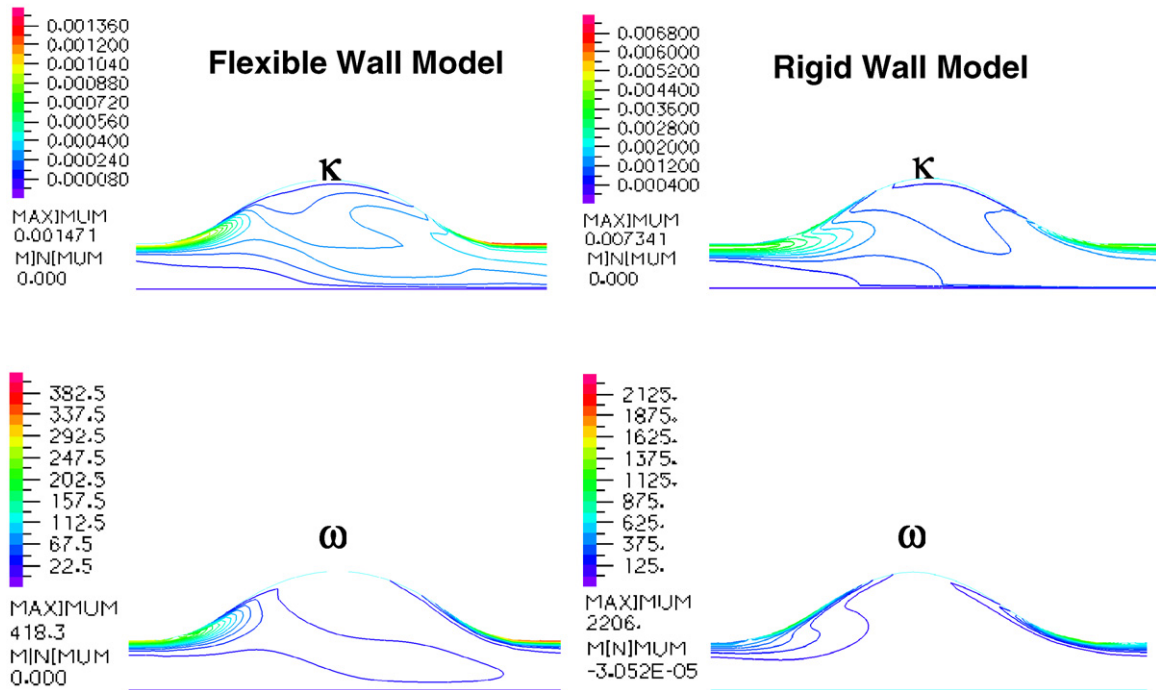 0.001360
0.001200
0.001040
0.000880
0.000720
0.000560
0.000400
0.000240
0.000080
MAXIMUM
0.001471
MINIMUM
0.000
Flexible Wall Model
κ
0.006800
0.006000
0.005200
0.004400
0.003600
0.002800
0.002000
0.001200
0.000400
MAXIMUM
0.007341
MINIMUM
0.000
Rigid Wall Model
κ
382.5
337.5
292.5
247.5
202.5
157.5
112.5
67.5
22.5
MAXIMUM
418.3
MINIMUM
0.000
ω
2125.
1875.
1625.
1375.
1125.
875.
625.
375.
125.
MAXIMUM
2206.
MINIMUM
-3.052E-05
ω